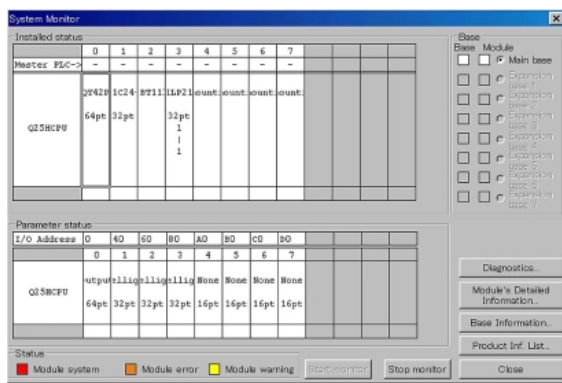 System Monitor
Installed status
0 1 2 3 4 5 6 7
Master PLC-> - - - - - - - -
Q25HCPU
QY42P 1C24- BT11 LP21 ount: ount: ount: ount:
64pt 32pt 32pt
1
|
1
Parameter status
I/O Address 0 40 60 80 A0 B0 C0 D0
0 1 2 3 4 5 6 7
Q25HCPU
utpu ellig ellig ellig None None None None
64pt 32pt 32pt 32pt 16pt 16pt 16pt 16pt
Status
Module system Module error Module warning
Start monitor
Stop monitor
Base
Base Module
Main base
Expansion base 1
Expansion base 2
Expansion base 3
Expansion base 4
Expansion base 5
Expansion base 6
Expansion base 7
Diagnostics...
Module's Detailed
Information...
Base Information...
Product Inf. List...
Close